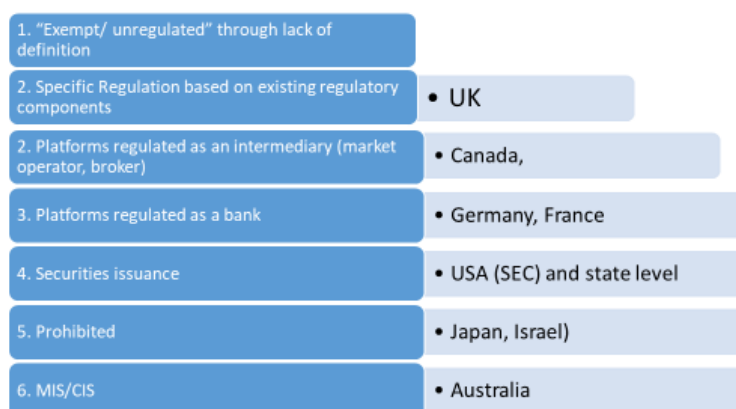 1. “Exempt/ unregulated” through lack of
definition
2. Specific Regulation based on existing regulatory
components
• UK
2. Platforms regulated as an intermediary (market
operator, broker)
• Canada,
3. Platforms regulated as a bank
• Germany, France
4. Securities issuance
• USA (SEC) and state level
5. Prohibited
• Japan, Israel)
6. MIS/CIS
• Australia